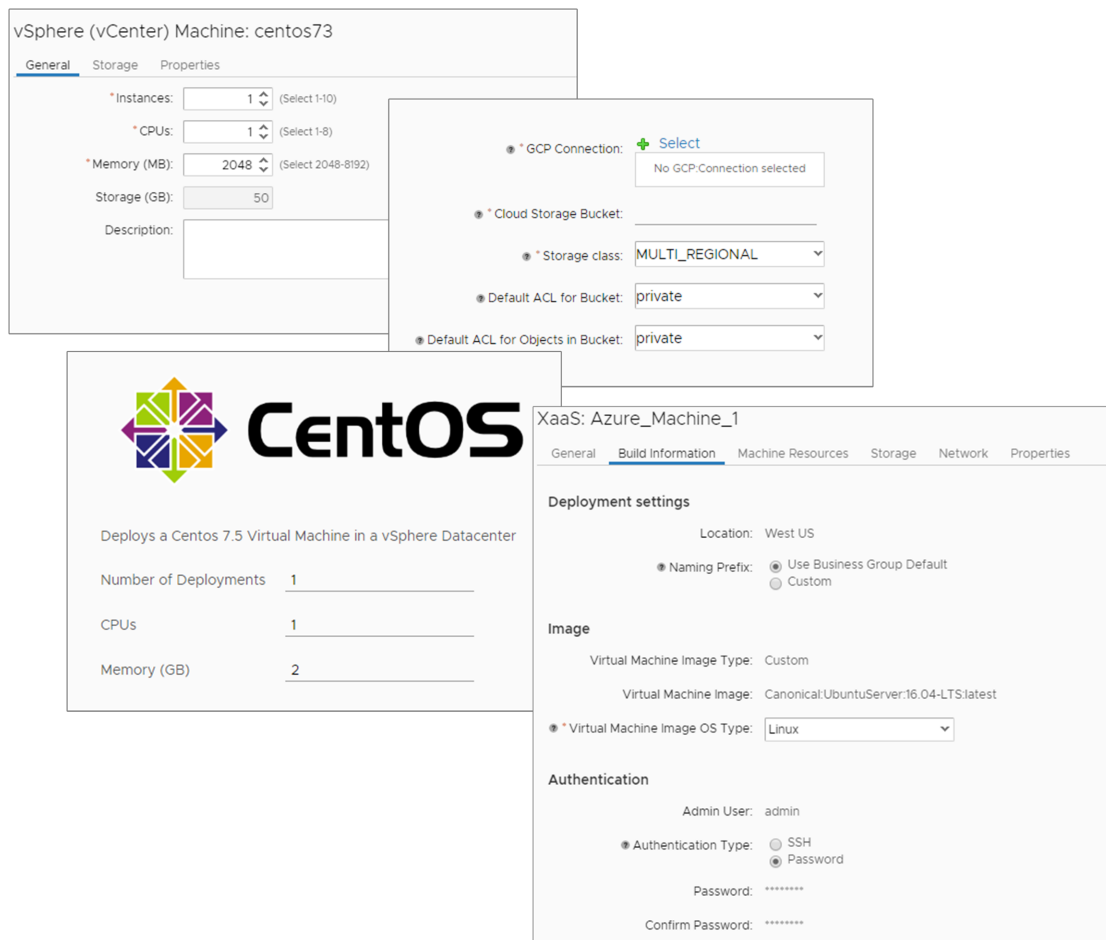 vSphere (vCenter) Machine: centos73
General Storage Properties
*Instances: 1 (Select 1-10)
*CPUs: 1 (Select 1-8)
*Memory (MB): 2048 (Select 2048-8192)
Storage (GB): 50
Description:
* GCP Connection: Select
No GCP:Connection selected
* Cloud Storage Bucket:
* Storage class: MULTI_REGIONAL
Default ACL for Bucket: private
Default ACL for Objects in Bucket: private
CentOS
Deploys a Centos 7.5 Virtual Machine in a vSphere Datacenter
Number of Deployments 1
CPUs 1
Memory (GB) 2
XaaS: Azure_Machine_1
General Build Information Machine Resources Storage Network Properties
Deployment settings
Location: West US
Naming Prefix: Use Business Group Default
Custom
Image
Virtual Machine Image Type: Custom
Virtual Machine Image: Canonical:UbuntuServer:16.04-LTS:latest
* Virtual Machine Image OS Type: Linux
Authentication
Admin User: admin
Authentication Type: SSH
Password
Password: ********
Confirm Password: ********